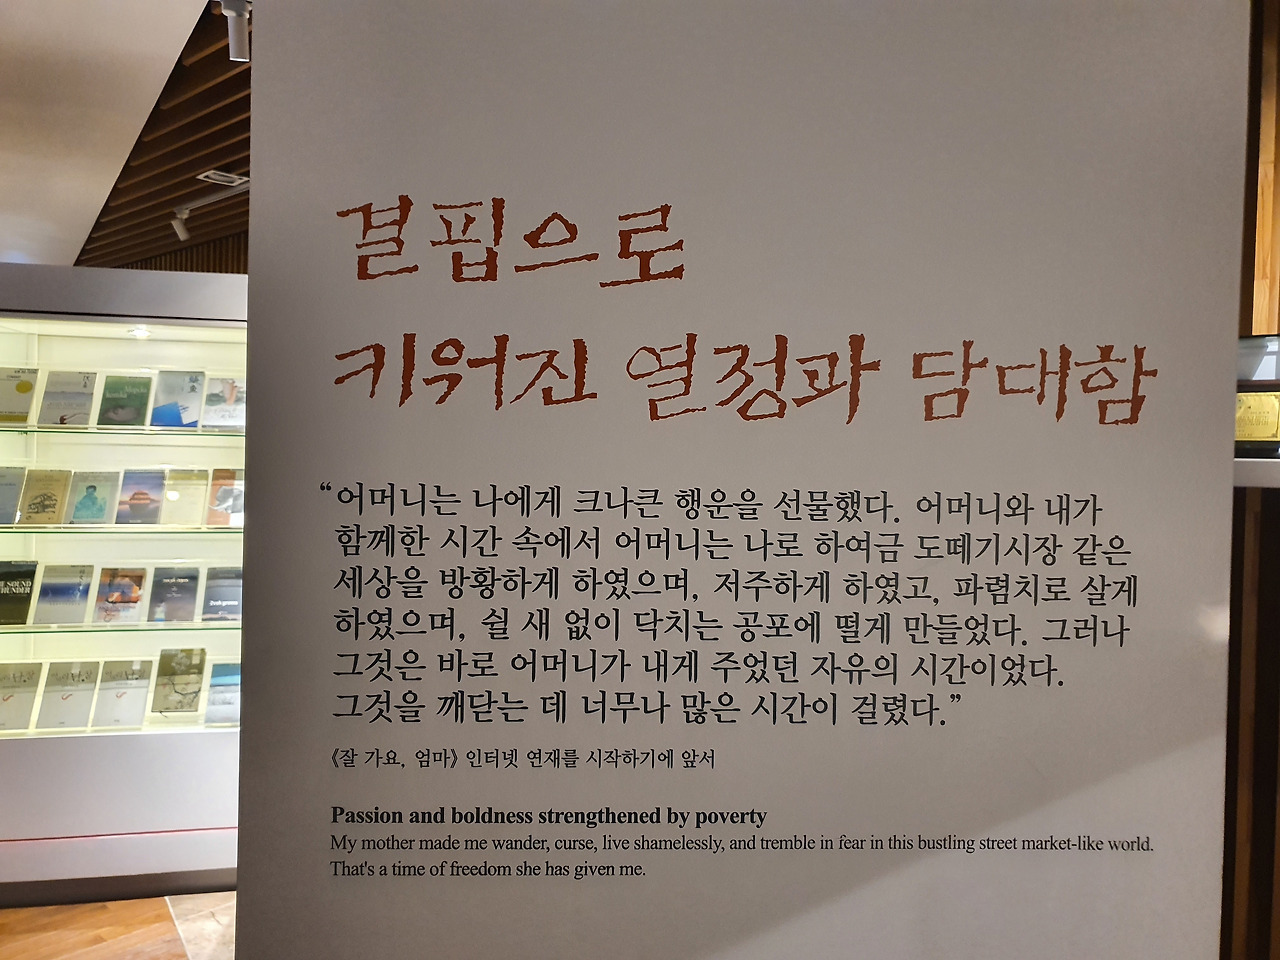 결핍으로
키워진 열정과 담대함
“어머니는 나에게 크나큰 행운을 선물했다. 어머니와 내가
함께한 시간 속에서 어머니는 나로 하여금 도떼기시장 같은
세상을 방황하게 하였으며, 저주하게 하였고, 파렴치로 살게
하였으며, 쉴 새 없이 닥치는 공포에 떨게 만들었다. 그러나
그것은 바로 어머니가 내게 주었던 자유의 시간이었다.
그것을 깨닫는 데 너무나 많은 시간이 걸렸다.”
《잘 가요, 엄마》 인터넷 연재를 시작하기에 앞서
Passion and boldness strengthened by poverty
My mother made me wander, curse, live shamelessly, and tremble in fear in this bustling street market-like world.
That's a time of freedom she has given me.